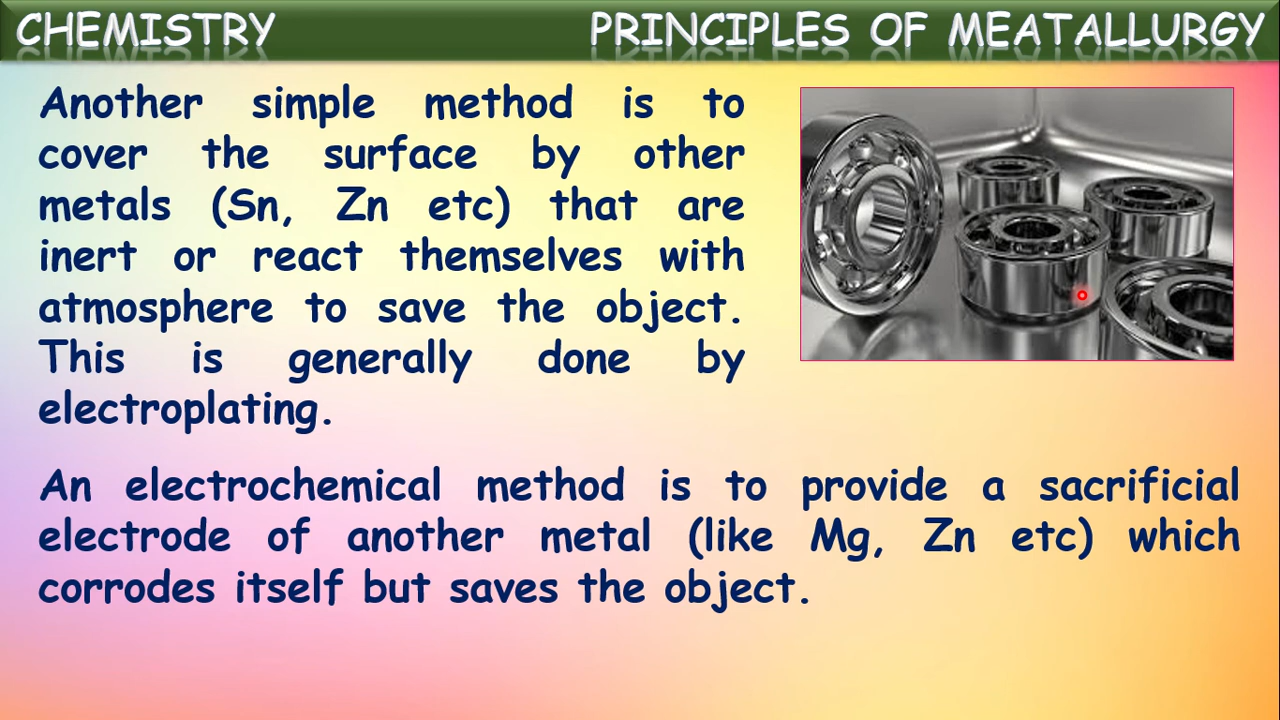 CHEMISTRY PRINCIPLES OF MEATALLURGY
Another simple method is to
cover the surface by other
metals (Sn, Zn etc) that are
inert or react themselves with
atmosphere to save the object.
This is generally done by
electroplating.
An electrochemical method is to provide a sacrificial
electrode of another metal (like Mg, Zn etc) which
corrodes itself but saves the object.